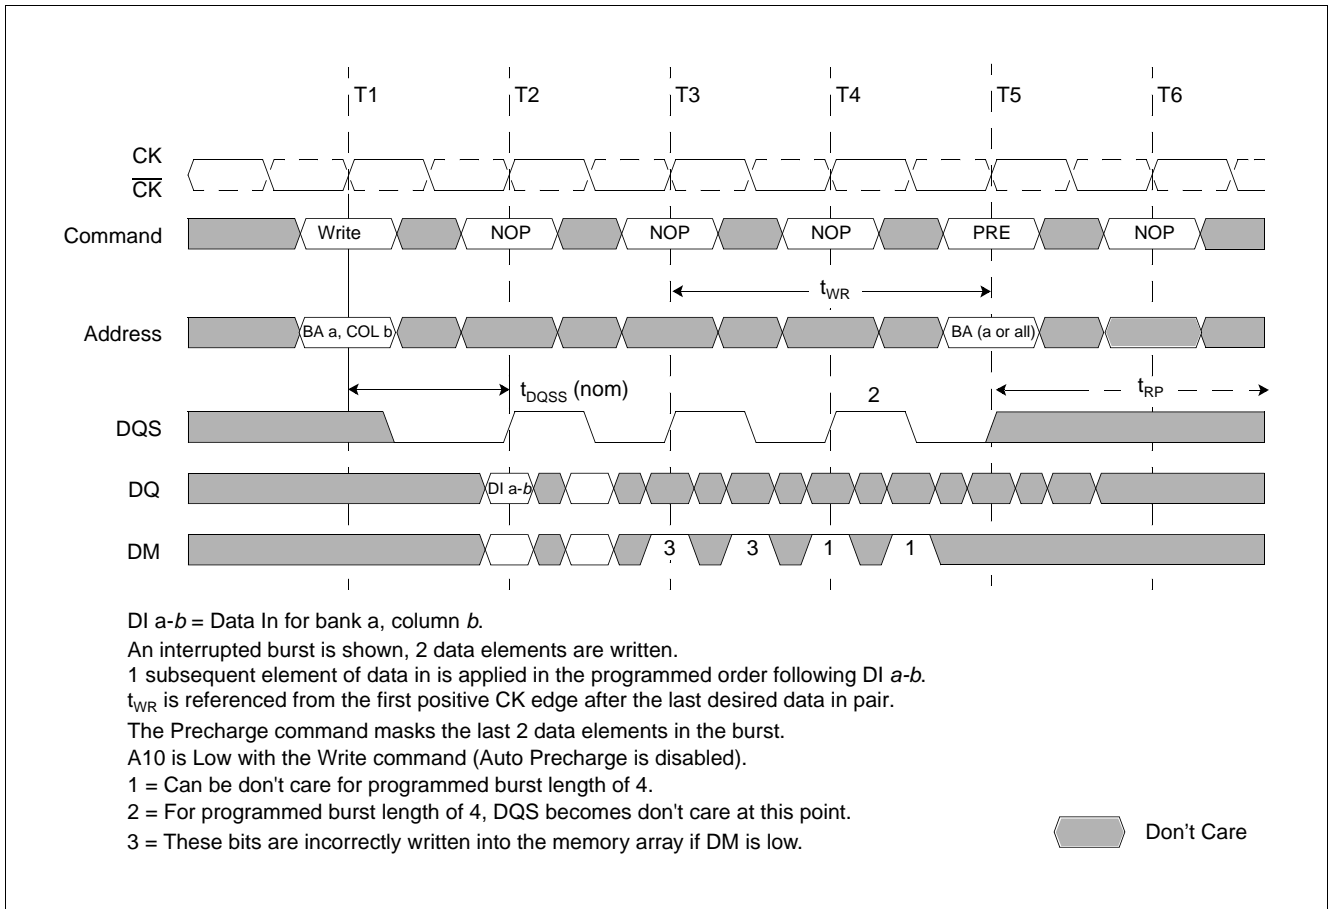 T1 T2 T3 T4 T5 T6
CK
CK
Command Write NOP NOP NOP PRE NOP
tWR
Address BA a, COL b BA (a or all)
tDQSS (nom) 2 tRP
DQS
DQ DI a-b
DM 3 3 1 1
DI a-b = Data In for bank a, column b.
An interrupted burst is shown, 2 data elements are written.
1 subsequent element of data in is applied in the programmed order following DI a-b.
tWR is referenced from the first positive CK edge after the last desired data in pair.
The Precharge command masks the last 2 data elements in the burst.
A10 is Low with the Write command (Auto Precharge is disabled).
1 = Can be don't care for programmed burst length of 4.
2 = For programmed burst length of 4, DQS becomes don't care at this point.
3 = These bits are incorrectly written into the memory array if DM is low.
Don't Care